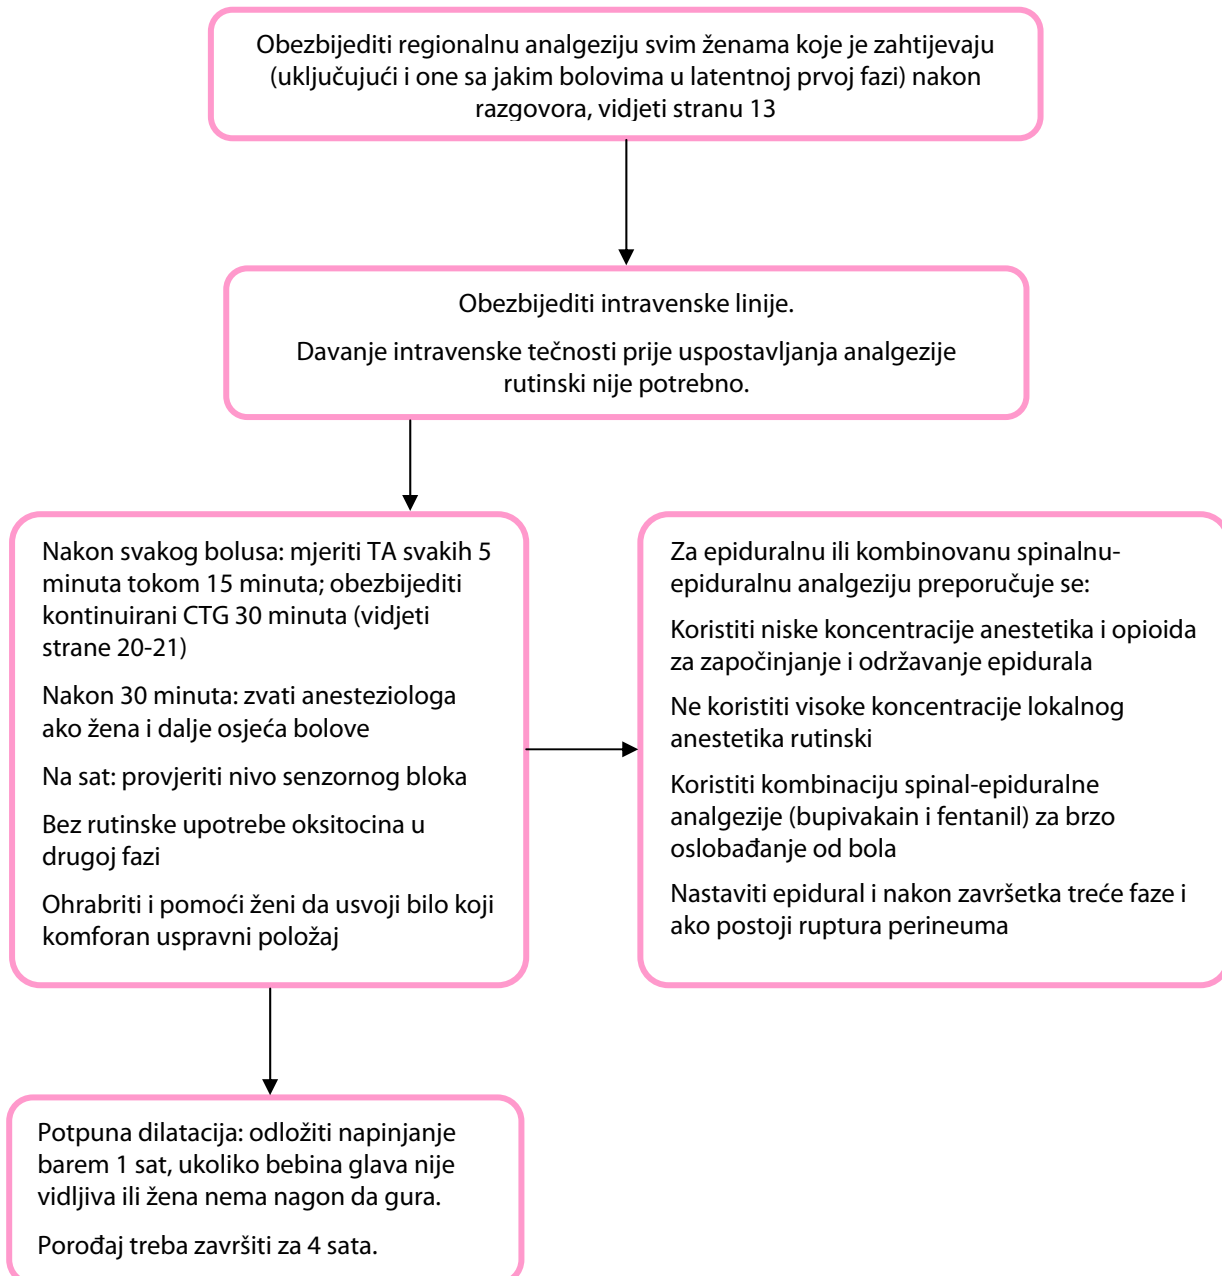 Obezbijediti regionalnu analgeziju svim ženama koje je zahtijevaju
(uključujući i one sa jakim bolovima u latentnoj prvoj fazi) nakon
razgovora, vidjeti stranu 13
Obezbijediti intravenske linije.
Davanje intravenske tečnosti prije uspostavljanja analgezije
rutinski nije potrebno.
Nakon svakog bolusa: mjeriti TA svakih 5
minuta tokom 15 minuta; obezbijediti
kontinuirani CTG 30 minuta (vidjeti
strane 20-21)
Nakon 30 minuta: zvati anesteziologa
ako žena i dalje osjeća bolove
Na sat: provjeriti nivo senzornog bloka
Bez rutinske upotrebe oksitocina u
drugoj fazi
Ohrabriti i pomoći ženi da usvoji bilo koji
komforan uspravni položaj
Za epiduralnu ili kombinovanu spinalnu-
epiduralnu analgeziju preporučuje se:
Koristiti niske koncentracije anestetika i opioida
za započinjanje i održavanje epidurala
Ne koristiti visoke koncentracije lokalnog
anestetika rutinski
Koristiti kombinaciju spinal-epiduralne
analgezije (bupivakain i fentanil) za brzo
oslobađanje od bola
Nastaviti epidural i nakon završetka treće faze i
ako postoji ruptura perineuma
Potpuna dilatacija: odložiti napinjanje
barem 1 sat, ukoliko bebina glava nije
vidljiva ili žena nema nagon da gura.
Porođaj treba završiti za 4 sata.